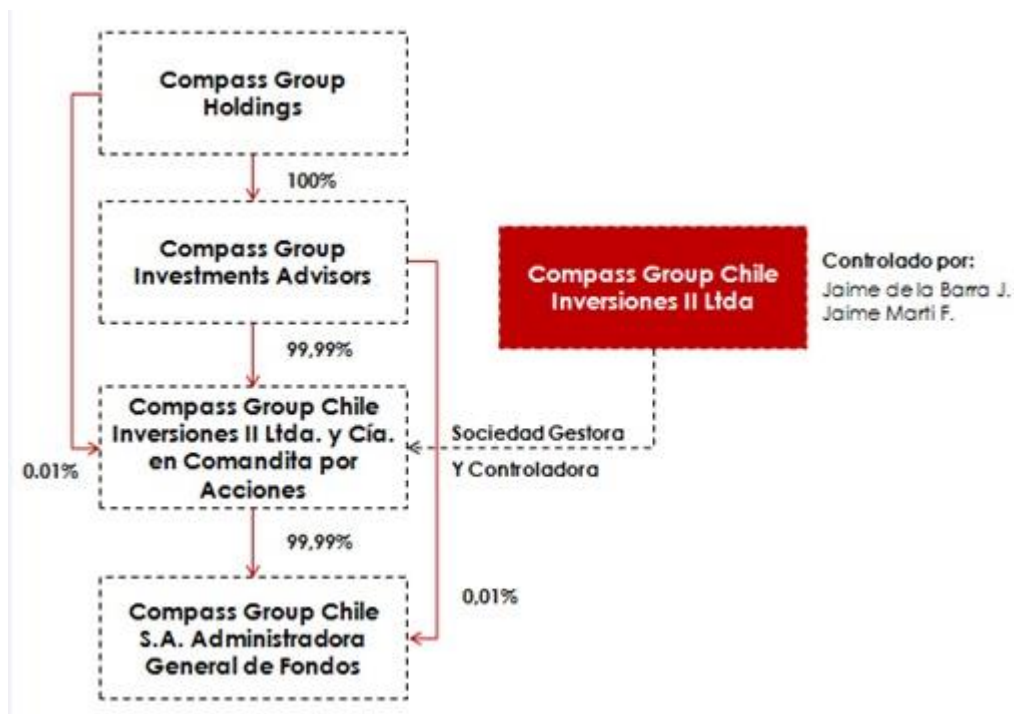 Compass Group
Holdings
100%
Compass Group
Investments Advisors
Compass Group Chile
Inversiones II Ltda
Controlado por:
Jaime de la Barra J.
Jaime Marti F.
99,99%
Compass Group Chile
Inversiones II Ltda. y Cía.
en Comandita por
Acciones
Sociedad Gestora
Y Controladora
0.01%
99,99%
0,01%
Compass Group Chile
S.A. Administradora
General de Fondos